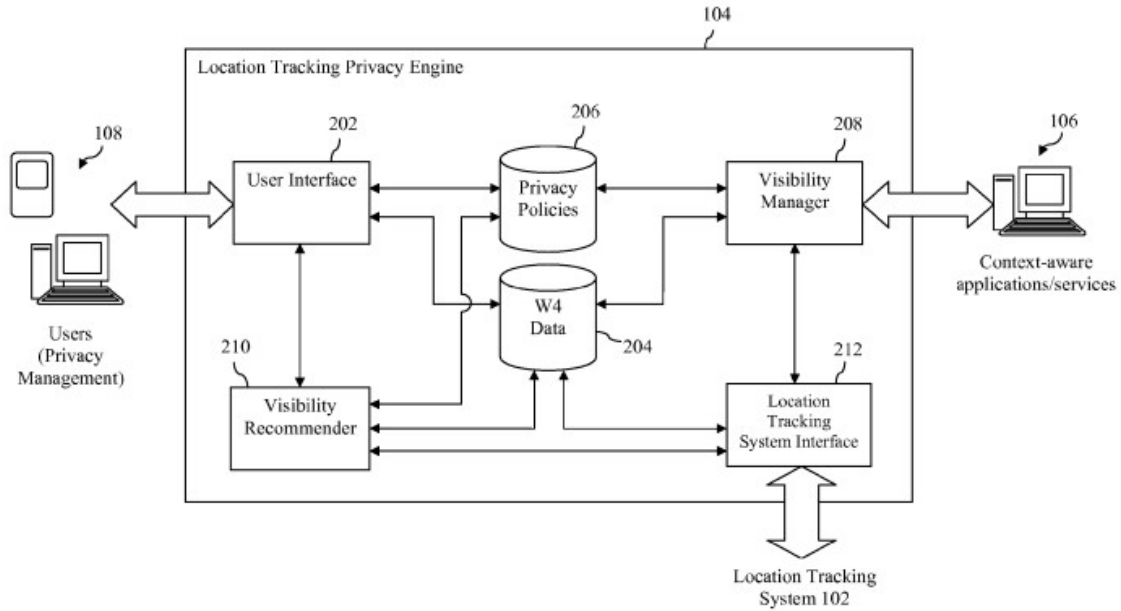 104
Location Tracking Privacy Engine
108
202
206
208
106
User Interface
Privacy
Policies
Visibility
Manager
Context-aware
applications/services
W4
Data
204
Users
(Privacy
Management)
210
212
Visibility
Recommender
Location
Tracking
System Interface
Location Tracking
System 102